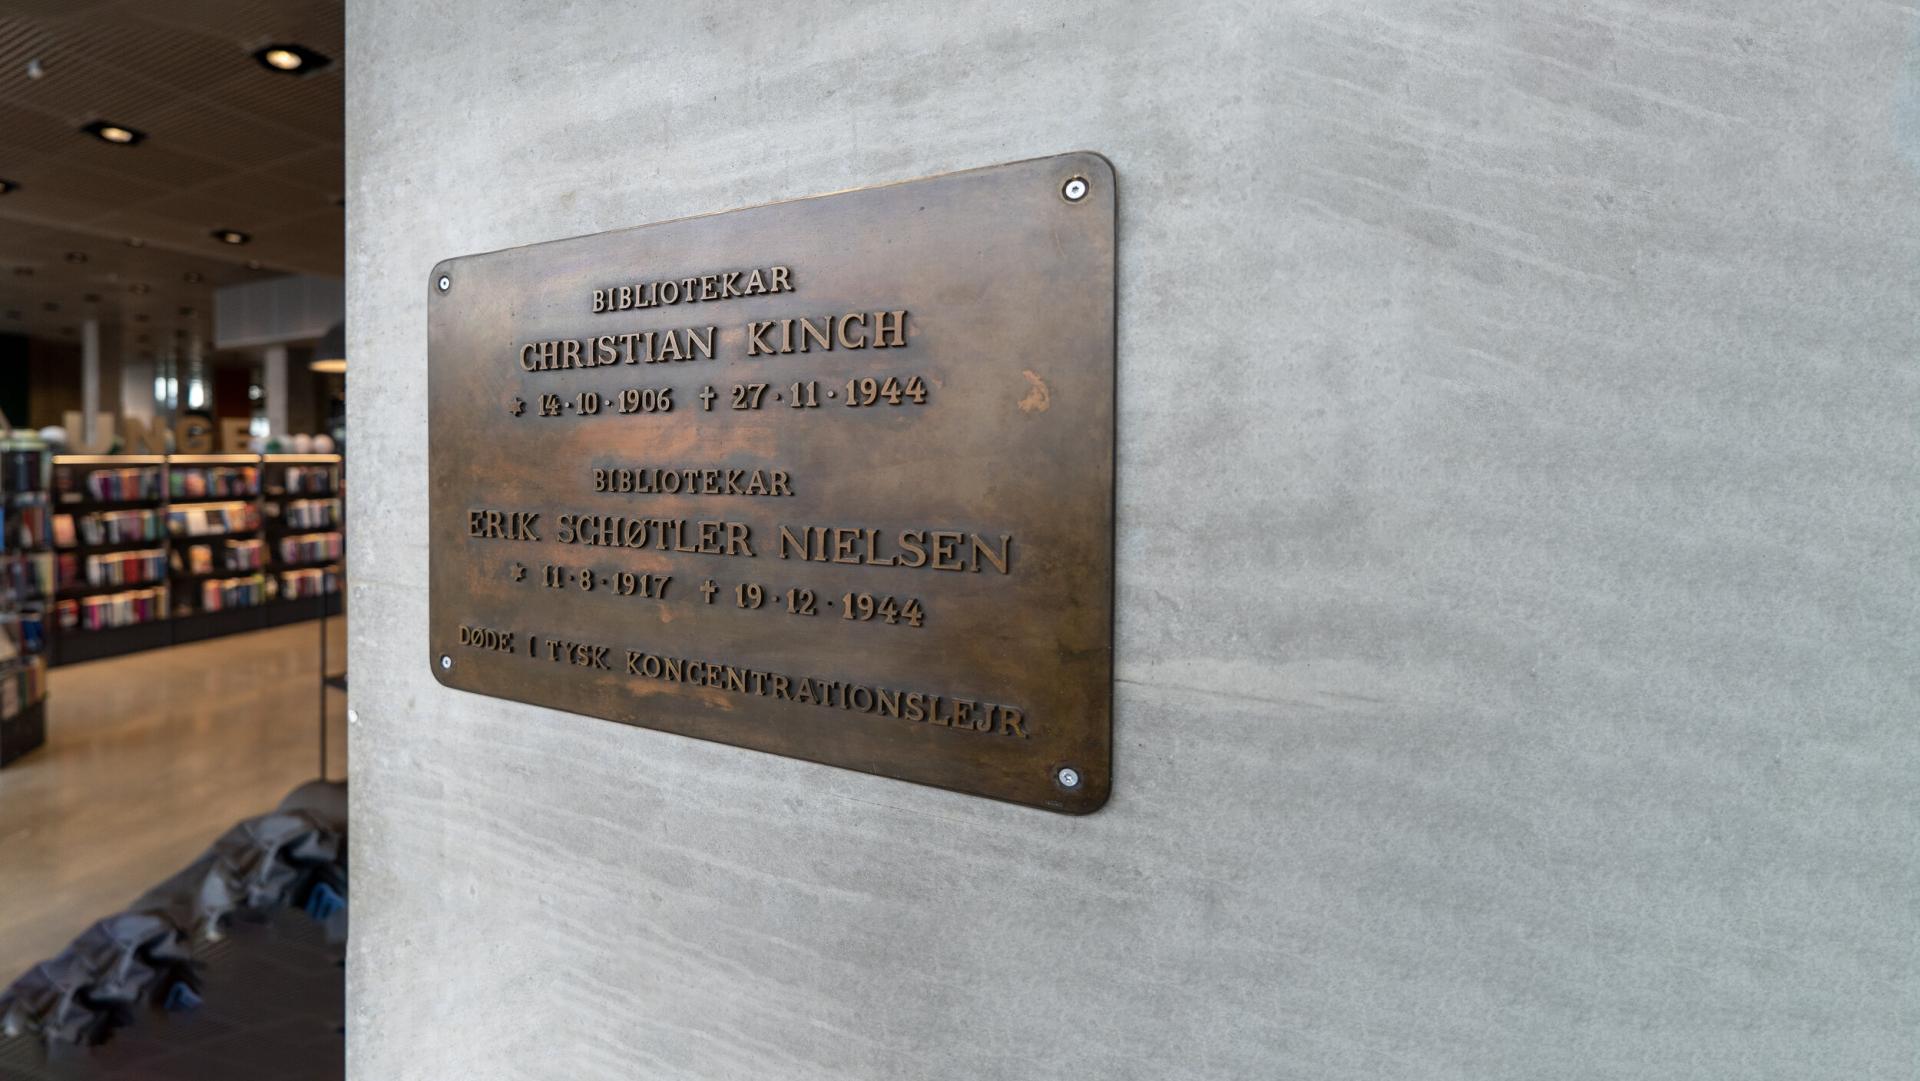 UNGE
BIBLIOTEKAR
CHRISTIAN KINCH
* 14·10·1906 † 27·11·1944
BIBLIOTEKAR
ERIK SCHØTLER NIELSEN
* 11·8·1917 † 19·12·1944
DØDE I TYSK KONCENTRATIONSLEJR